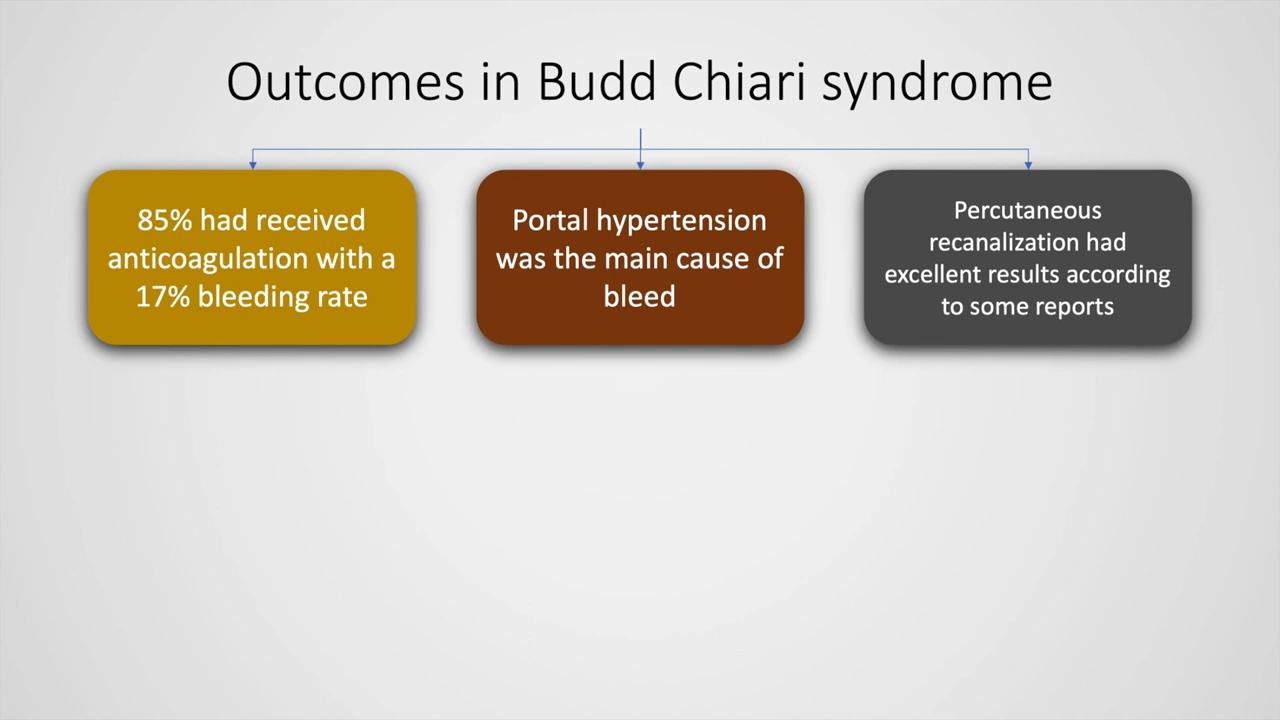 Outcomes in Budd Chiari syndrome
85% had received
anticoagulation with a
17% bleeding rate
Portal hypertension
was the main cause of
bleed
Percutaneous
recanalization had
excellent results according
to some reports